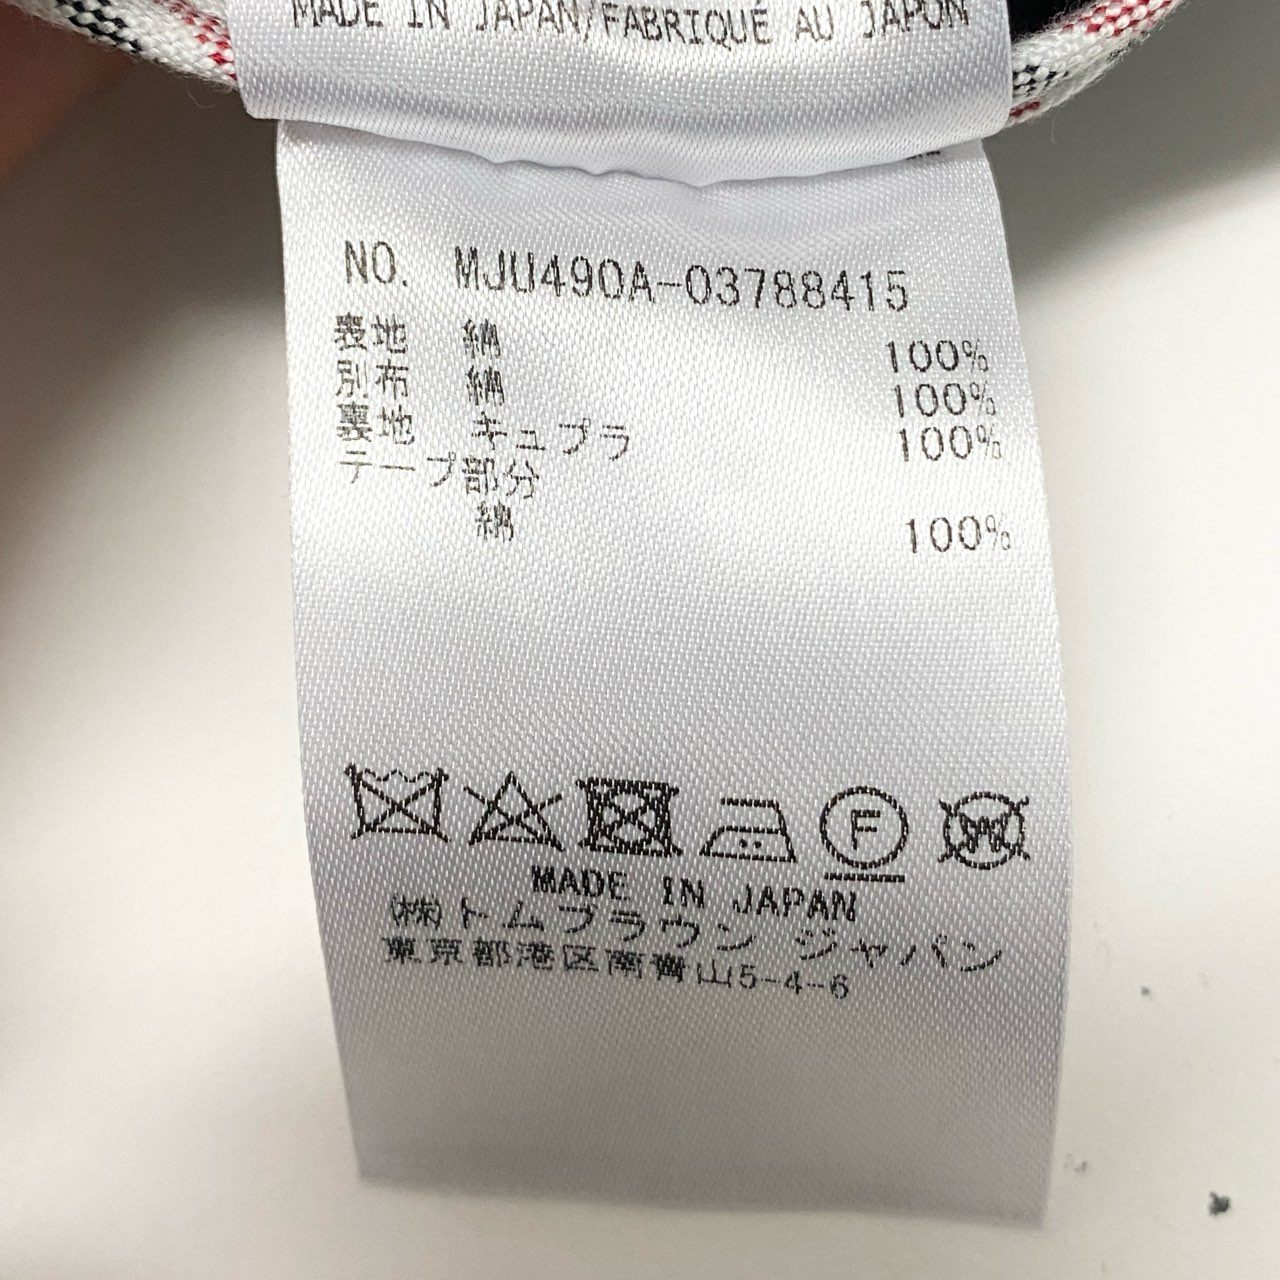 MADE IN JAPAN/FABRIQUÉ AU JAPON
NO. MJU490A-03788415
表地 綿 100%
別布 綿 100%
裏地 キュプラ 100%
テープ部分
綿 100%
F
W
MADE IN JAPAN
(株)トムブラウン ジャパン
東京都港区南青山5-4-6